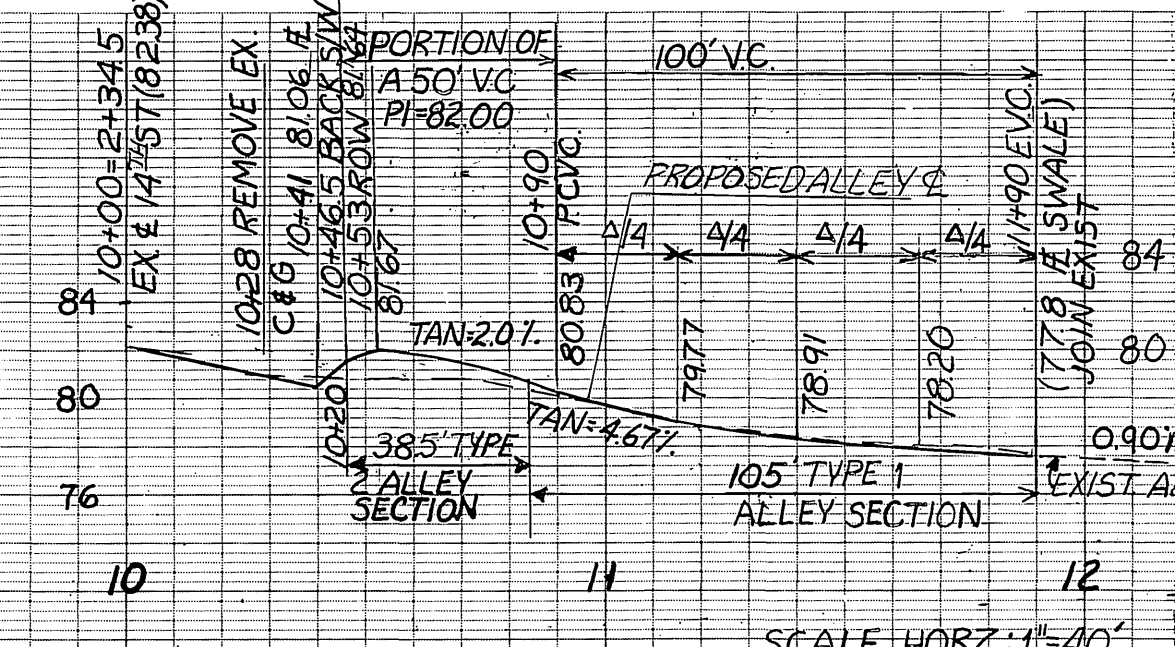 10+00=2+34.5
EX. ℄ 14TH ST (82.38)
10+28 REMOVE EX.
C&G
10+41 81.06 ⅊
10+46.5 BACK S/W
10+53 ROW 81.64
81.67
PORTION OF
A 50' V.C
PI=82.00
100' V.C.
10+90
80.83 P.C.V.C.
PROPOSED ALLEY ℄
Δ/4
Δ/4
Δ/4
Δ/4
11+90 E.V.C.
(77.8 ⅊ SWALE)
JOIN EXIST
84
84
80
80
76
TAN=2.0%
TAN=4.67%
79.77
78.91
78.20
0.90%
EXIST.
10+20
38.5' TYPE
2 ALLEY
SECTION
105' TYPE 1
ALLEY SECTION
10
11
12
SCALE HORZ.: 1"=40'